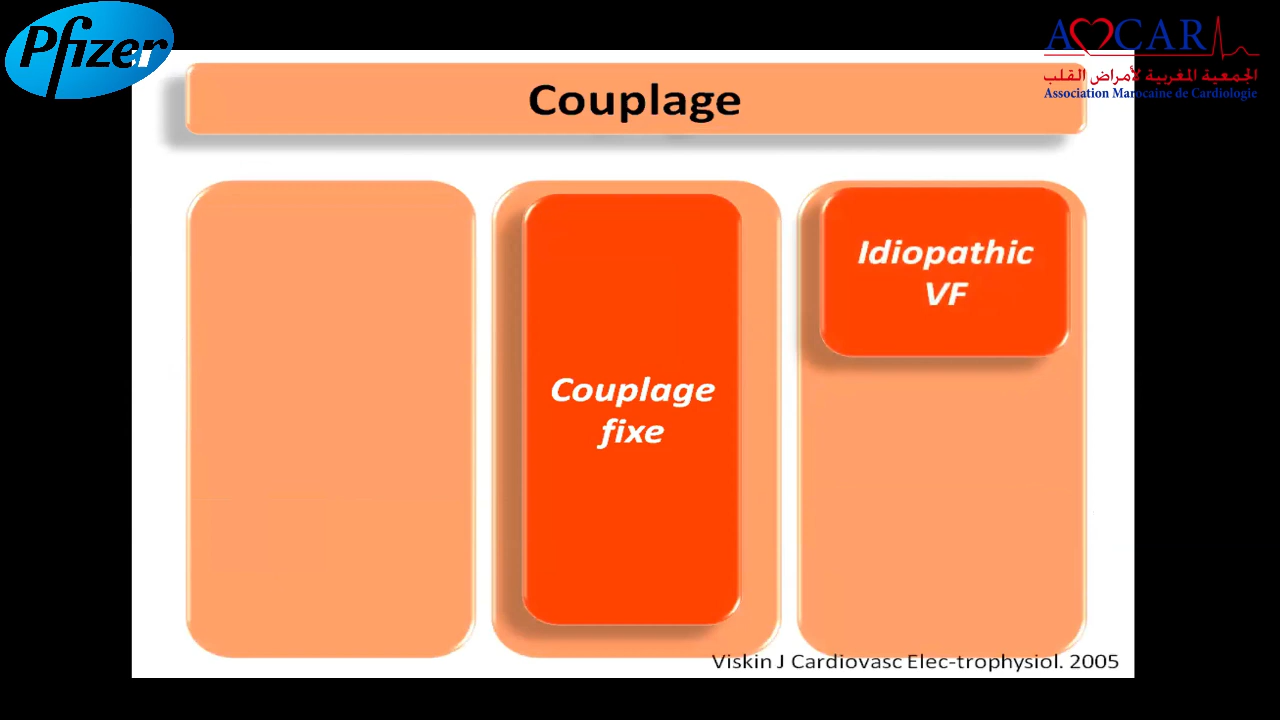 Pfizer
AMCAR
الجمعية المغربية لأمراض القلب
Association Marocaine de Cardiologie
Couplage
Couplage
fixe
Idiopathic
VF
Viskin J Cardiovasc Elec-trophysiol. 2005